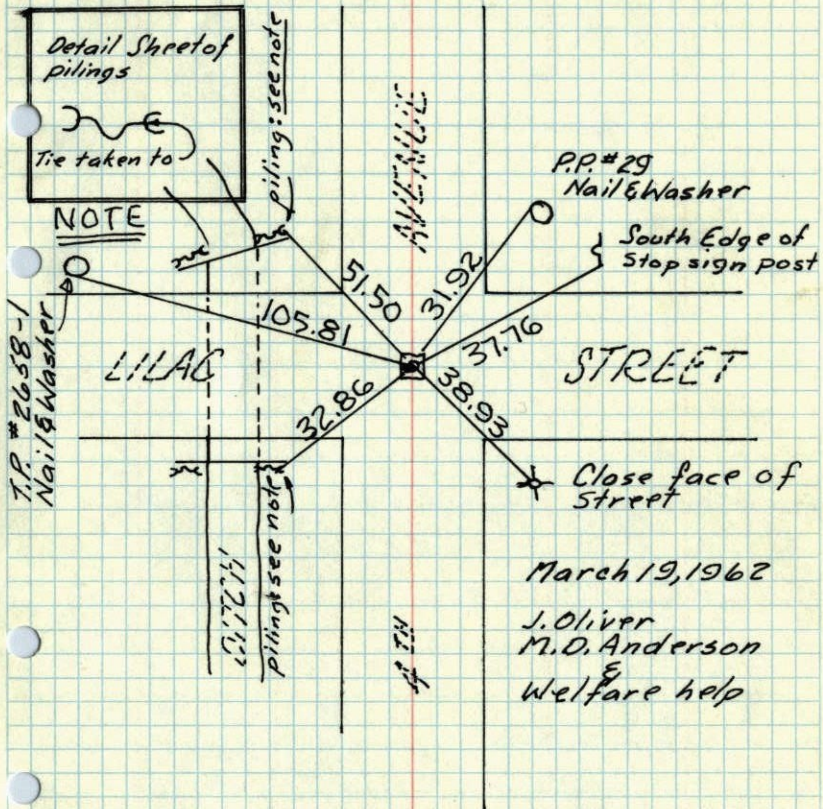 Detail Sheet of
pilings
Tie taken to
NOTE
piling: see note
AVENUE
P.P. #29
Nail & Washer
South Edge of
Stop sign post
T.P. #2658-1
Nail & Washer
51.50
31.92
105.81
37.76
LILAC
STREET
32.86
38.93
Close face of
Street
DITCH
piling: see note
4 TH
March 19, 1962
J. Oliver
M.D. Anderson
&
Welfare help